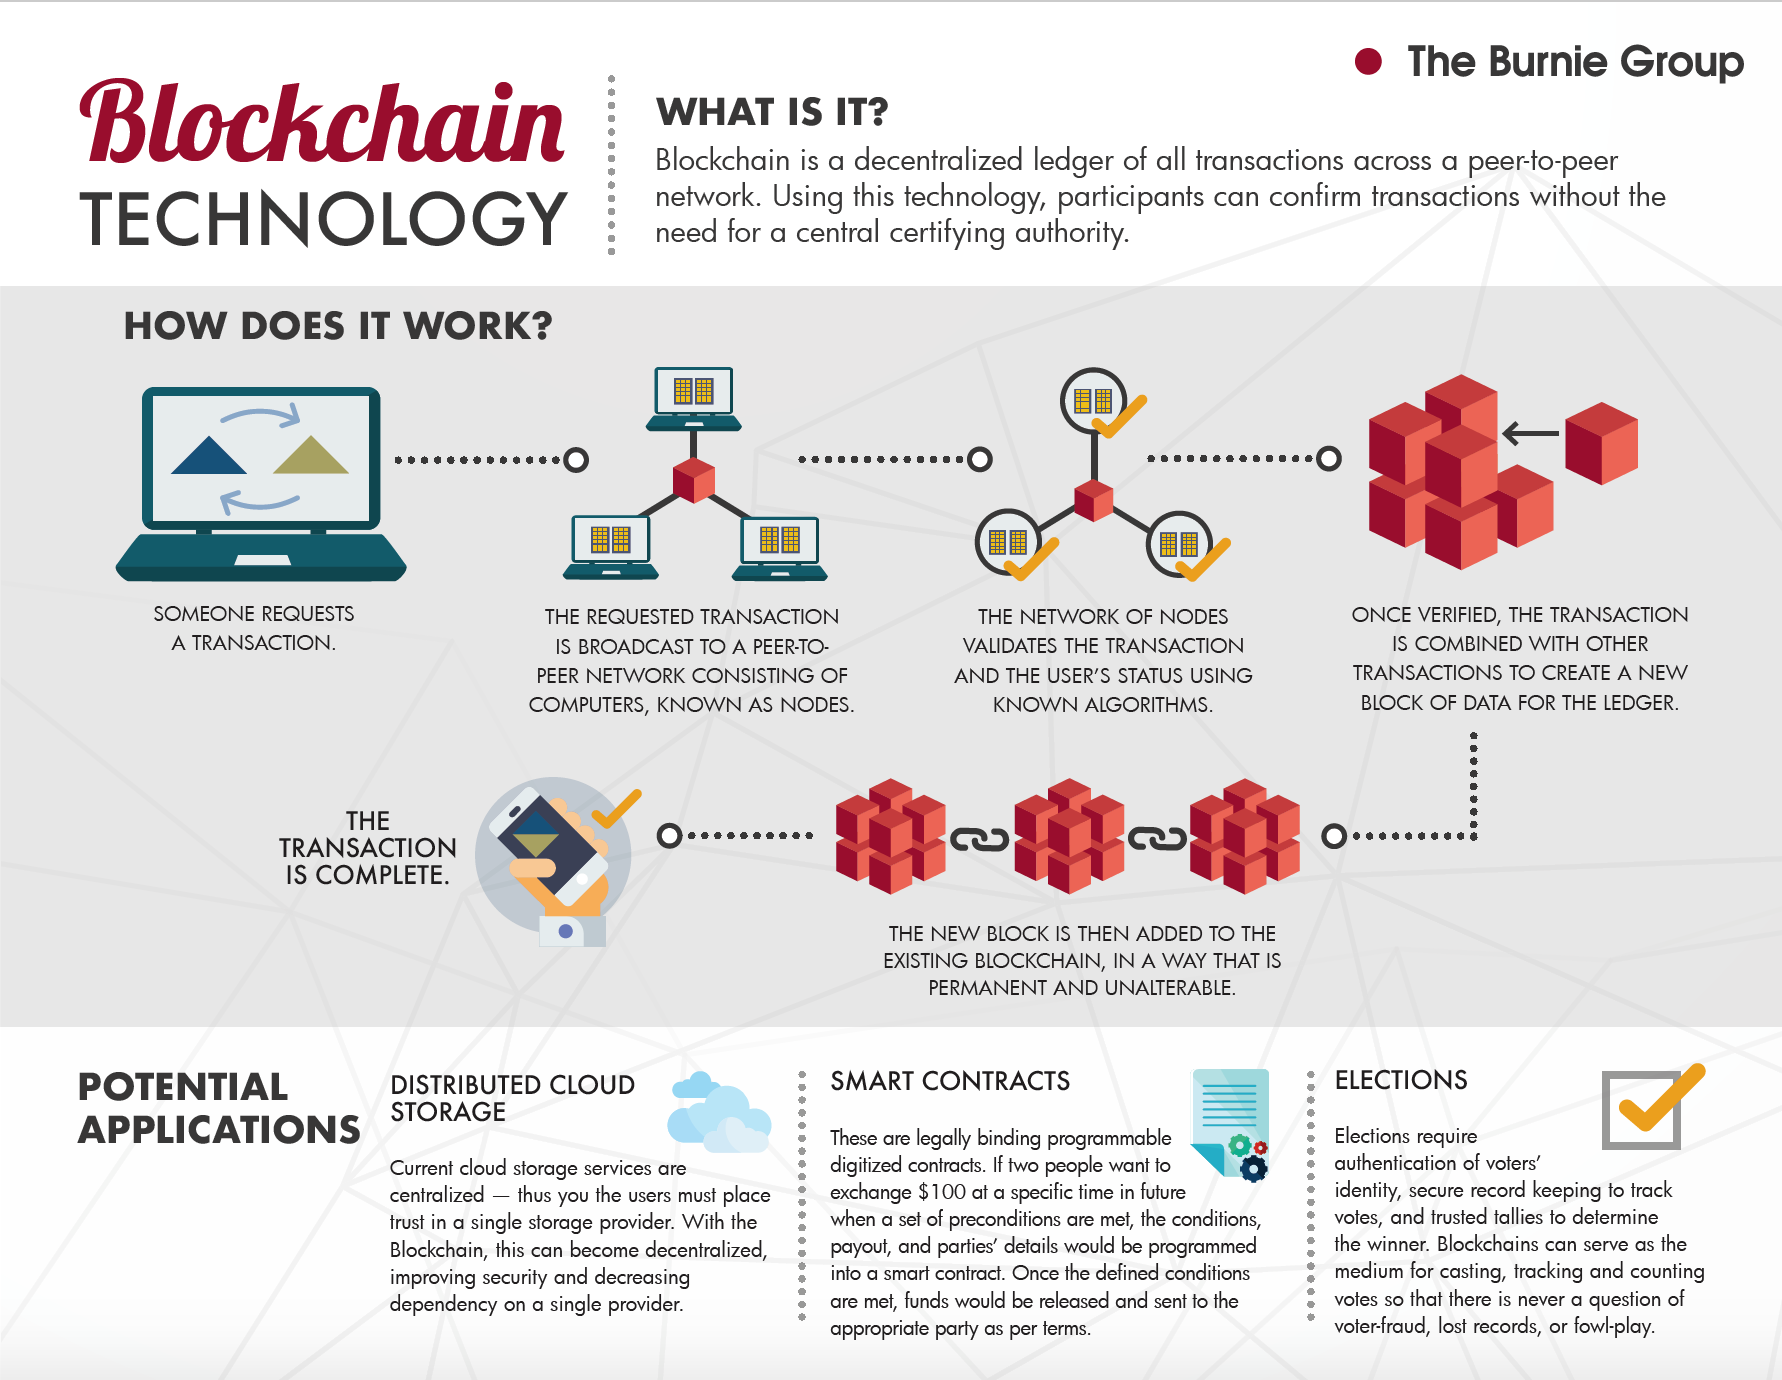 The Burnie Group
Blockchain
TECHNOLOGY
WHAT IS IT?
Blockchain is a decentralized ledger of all transactions across a peer-to-peer
network. Using this technology, participants can confirm transactions without the
need for a central certifying authority.
HOW DOES IT WORK?
SOMEONE REQUESTS
A TRANSACTION.
THE REQUESTED TRANSACTION
IS BROADCAST TO A PEER-TO-
PEER NETWORK CONSISTING OF
COMPUTERS, KNOWN AS NODES.
THE NETWORK OF NODES
VALIDATES THE TRANSACTION
AND THE USER'S STATUS USING
KNOWN ALGORITHMS.
ONCE VERIFIED, THE TRANSACTION
IS COMBINED WITH OTHER
TRANSACTIONS TO CREATE A NEW
BLOCK OF DATA FOR THE LEDGER.
THE NEW BLOCK IS THEN ADDED TO THE
EXISTING BLOCKCHAIN, IN A WAY THAT IS
PERMANENT AND UNALTERABLE.
THE
TRANSACTION
IS COMPLETE.
POTENTIAL
APPLICATIONS
DISTRIBUTED CLOUD
STORAGE
Current cloud storage services are
centralized — thus you the users must place
trust in a single storage provider. With the
Blockchain, this can become decentralized,
improving security and decreasing
dependency on a single provider.
SMART CONTRACTS
These are legally binding programmable
digitized contracts. If two people want to
exchange $100 at a specific time in future
when a set of preconditions are met, the conditions,
payout, and parties' details would be programmed
into a smart contract. Once the defined conditions
are met, funds would be released and sent to the
appropriate party as per terms.
ELECTIONS
Elections require
authentication of voters'
identity, secure record keeping to track
votes, and trusted tallies to determine
the winner. Blockchains can serve as the
medium for casting, tracking and counting
votes so that there is never a question of
voter-fraud, lost records, or fowl-play.